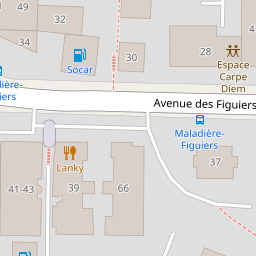 54
32
34
28
30
Socar
Espace
Carpe
Diem
Avenue des Figuiers
Maladière-
Figuiers
37
Lanky
41-43
39
66